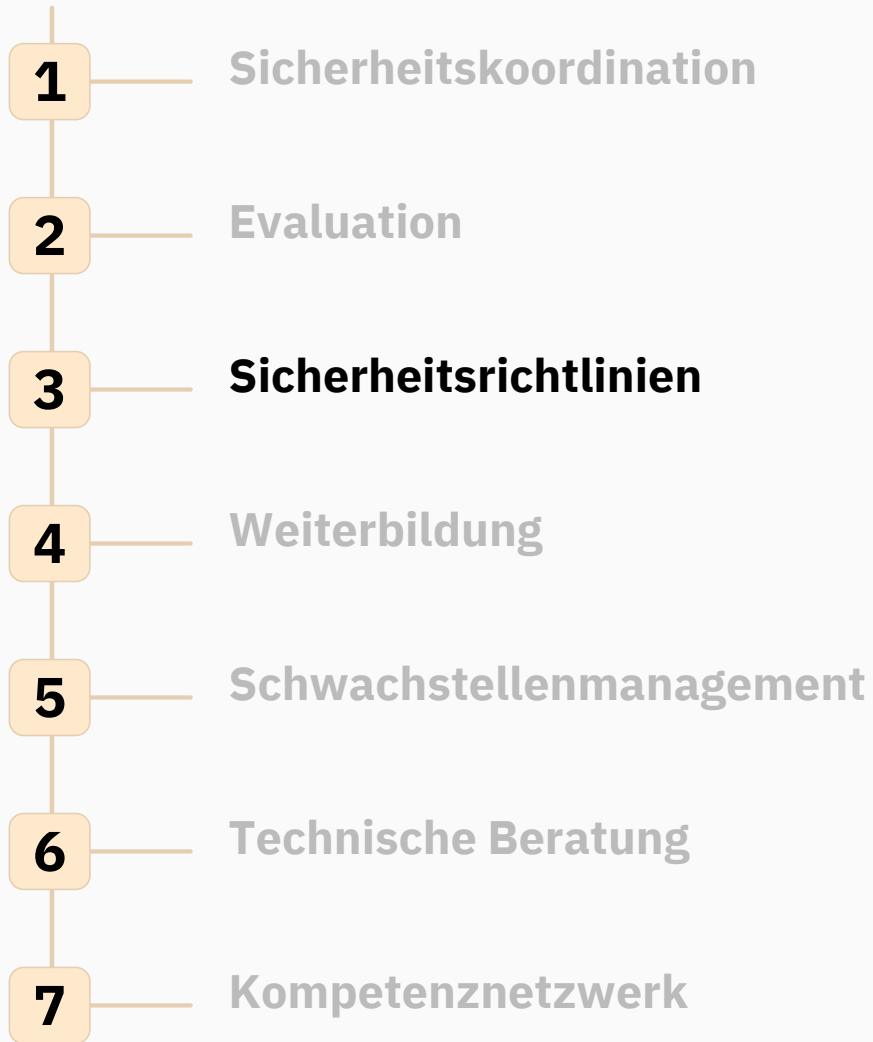 1 Sicherheitskoordination
2 Evaluation
3 Sicherheitsrichtlinien
4 Weiterbildung
5 Schwachstellenmanagement
6 Technische Beratung
7 Kompetenznetzwerk